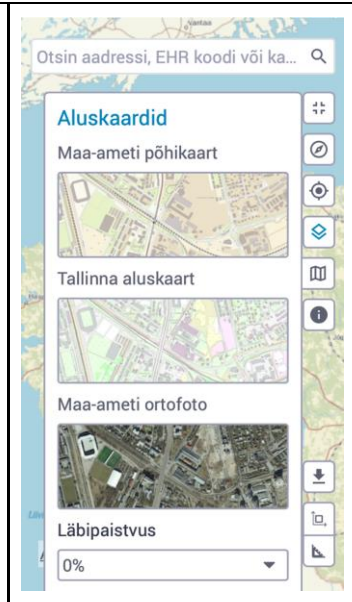 Vantaa
Otsin aadressi, EHR koodi või ka...
Aluskaardid
Maa-ameti põhikaart
Tallinna aluskaart
Maa-ameti ortofoto
Läbipaistvus
0%